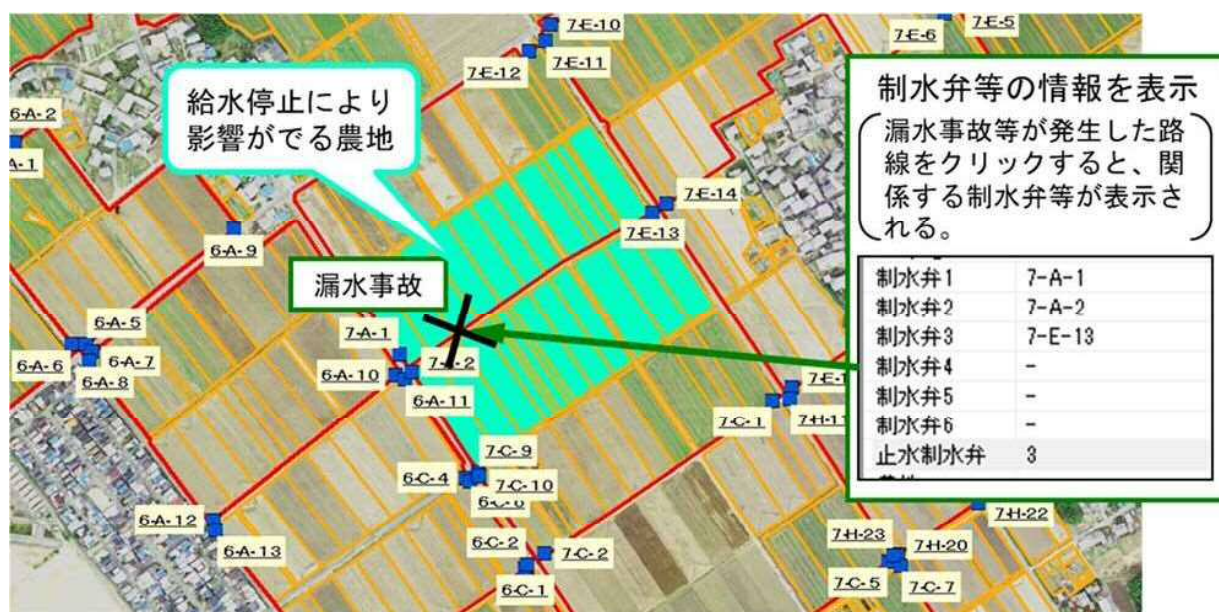 7-E-10
7-E-6
7-E-5
7-E-11
7-E-12
給水停止により
影響がでる農地
制水弁等の情報を表示
漏水事故等が発生した路
線をクリックすると、関
係する制水弁等が表示さ
れる。
6-A-2
A-1
7-E-14
7-E-13
6-A-9
漏水事故
制水弁1 7-A-1
制水弁2 7-A-2
制水弁3 7-E-13
制水弁4 -
制水弁5 -
制水弁6 -
止水制水弁 3
6-A-5
6-A-6
6-A-7
6-A-8
7-A-1
6-A-10
6-A-11
7-E-1
7-C-1
7-H-11
7-C-9
6-C-4
7-C-10
6-A-12
6-A-13
6-C-2
7-C-2
6-C-1
7-H-22
7-H-23
7-H-20
7-C-5
7-C-7